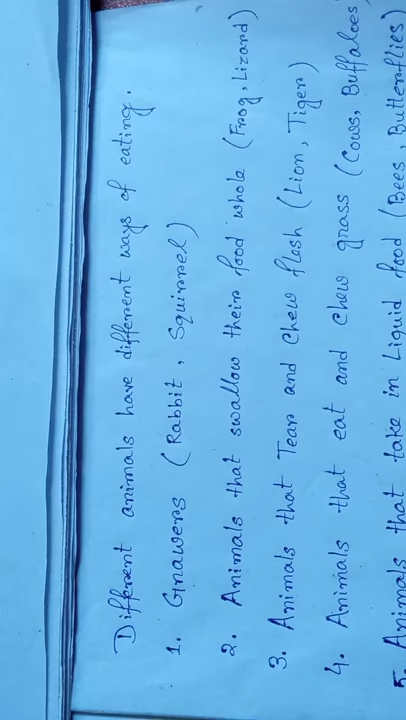 Different animals have different ways of eating.
1. Gnawers (Rabbit, Squirrel)
2. Animals that swallow their food whole (Frog, Lizard)
3. Animals that Tear and Chew flesh (Lion, Tiger)
4. Animals that eat and chew grass (Cows, Buffaloes)
5. Animals that take in Liquid food (Bees, Butterflies)